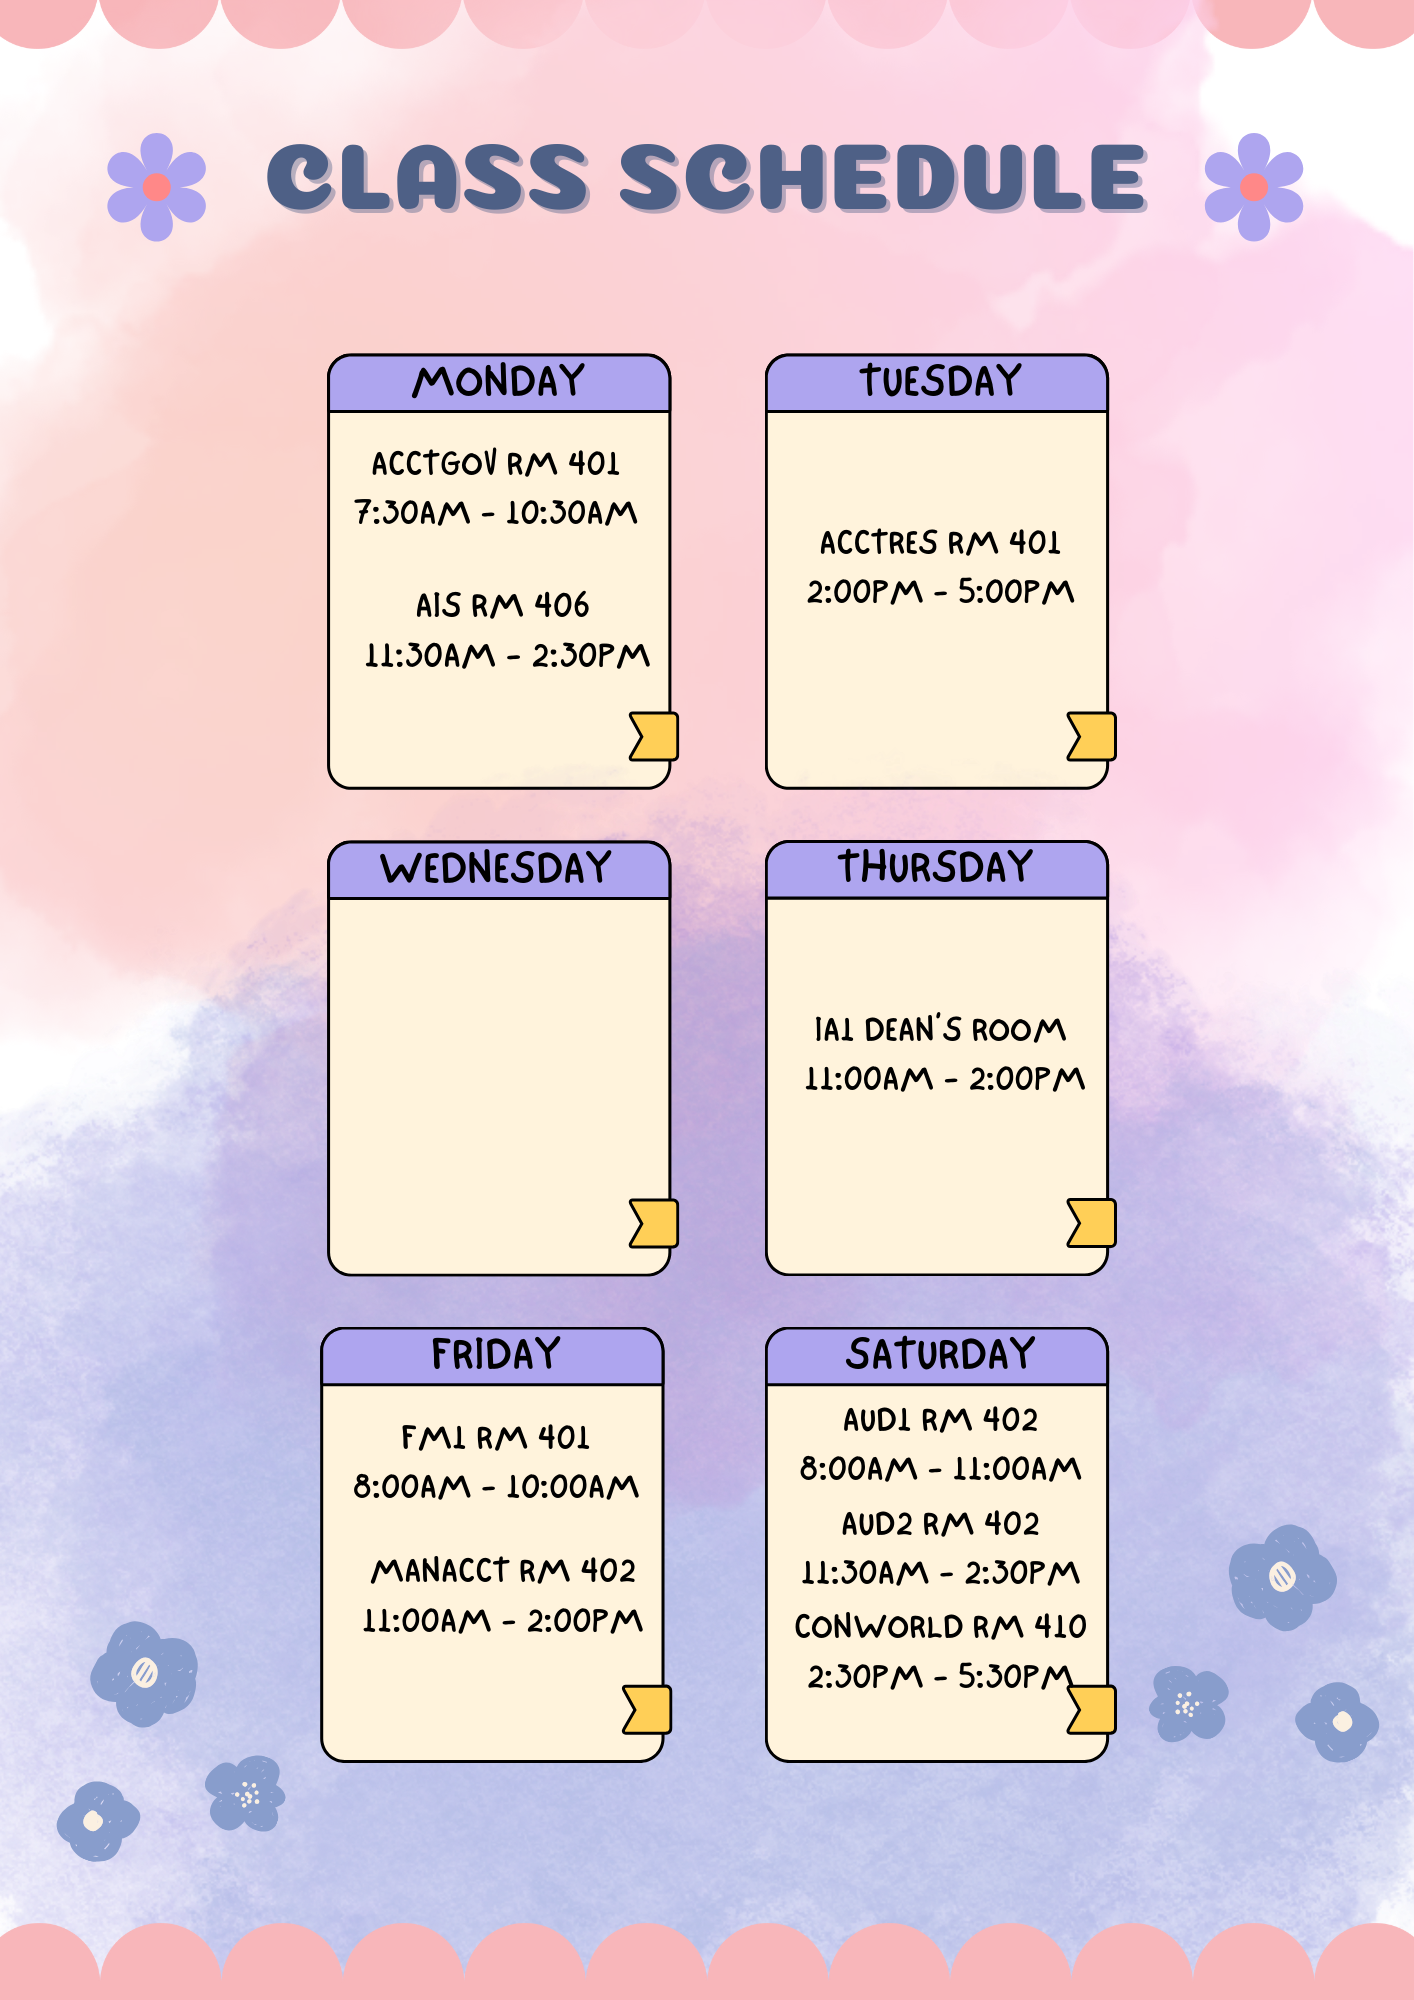 CLASS SCHEDULE
MONDAY
ACCTGOV RM 401
7:30AM - 10:30AM
AIS RM 406
11:30AM - 2:30PM
TUESDAY
ACCTRES RM 401
2:00PM - 5:00PM
WEDNESDAY
THURSDAY
IA1 DEAN'S ROOM
11:00AM - 2:00PM
FRIDAY
FM1 RM 401
8:00AM - 10:00AM
MANACCT RM 402
11:00AM - 2:00PM
SATURDAY
AUD1 RM 402
8:00AM - 11:00AM
AUD2 RM 402
11:30AM - 2:30PM
CONWORLD RM 410
2:30PM - 5:30PM